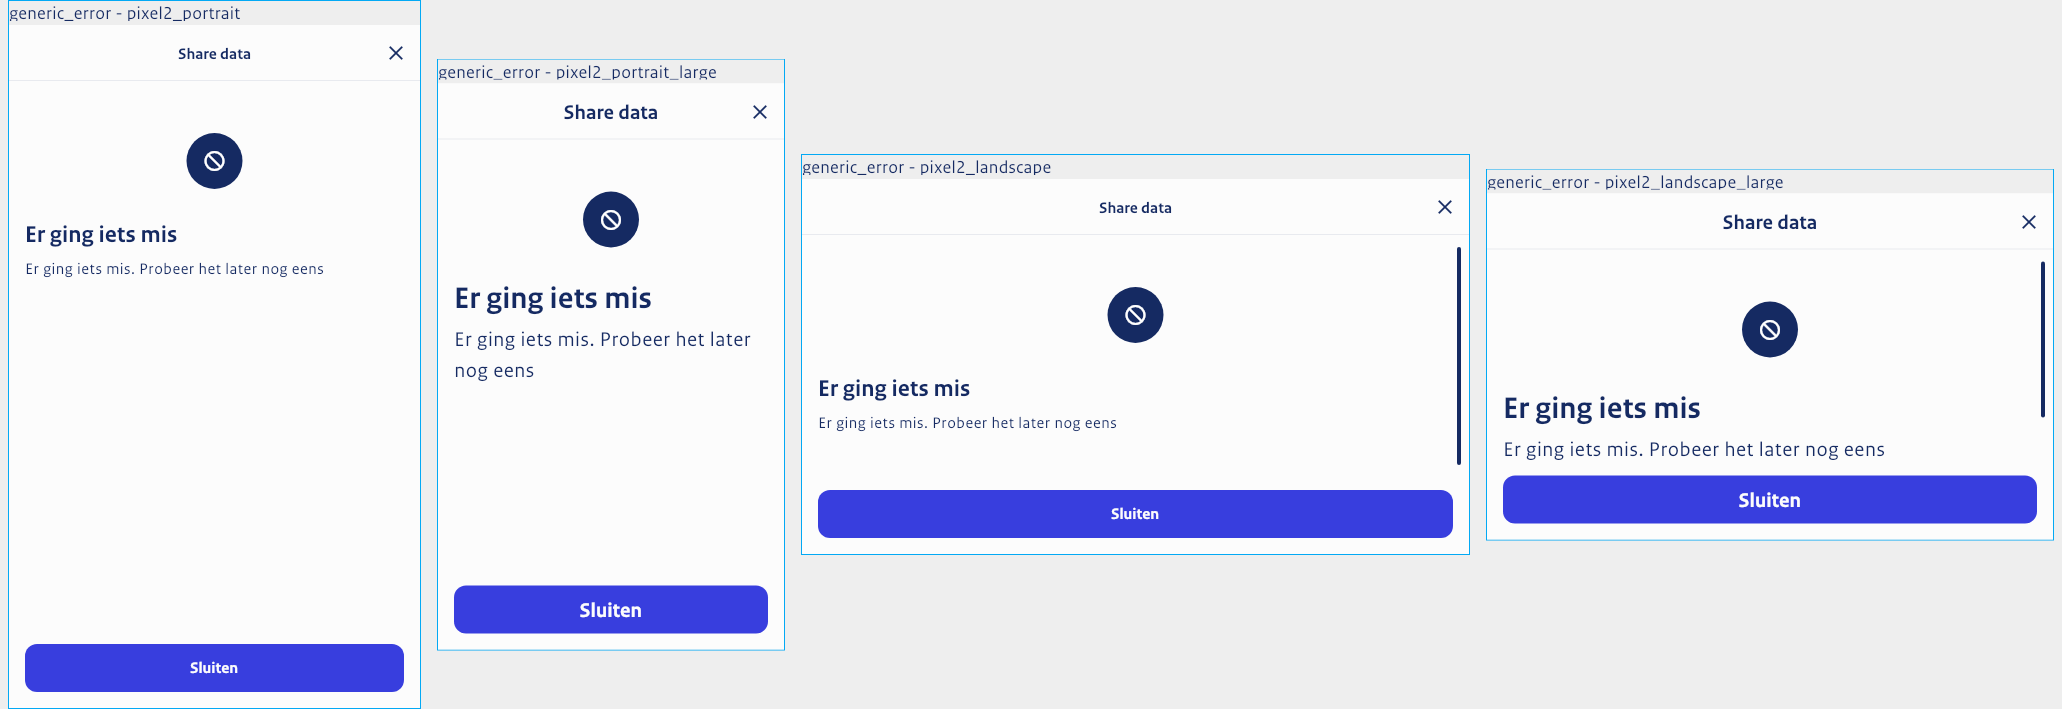 generic_error - pixel2_portrait
Share data
Er ging iets mis
Er ging iets mis. Probeer het later nog eens
Sluiten
generic_error - pixel2_portrait_large
Share data
Er ging iets mis
Er ging iets mis. Probeer het later
nog eens
Sluiten
generic_error - pixel2_landscape
Share data
Er ging iets mis
Er ging iets mis. Probeer het later nog eens
Sluiten
generic_error - pixel2_landscape_large
Share data
Er ging iets mis
Er ging iets mis. Probeer het later nog eens
Sluiten